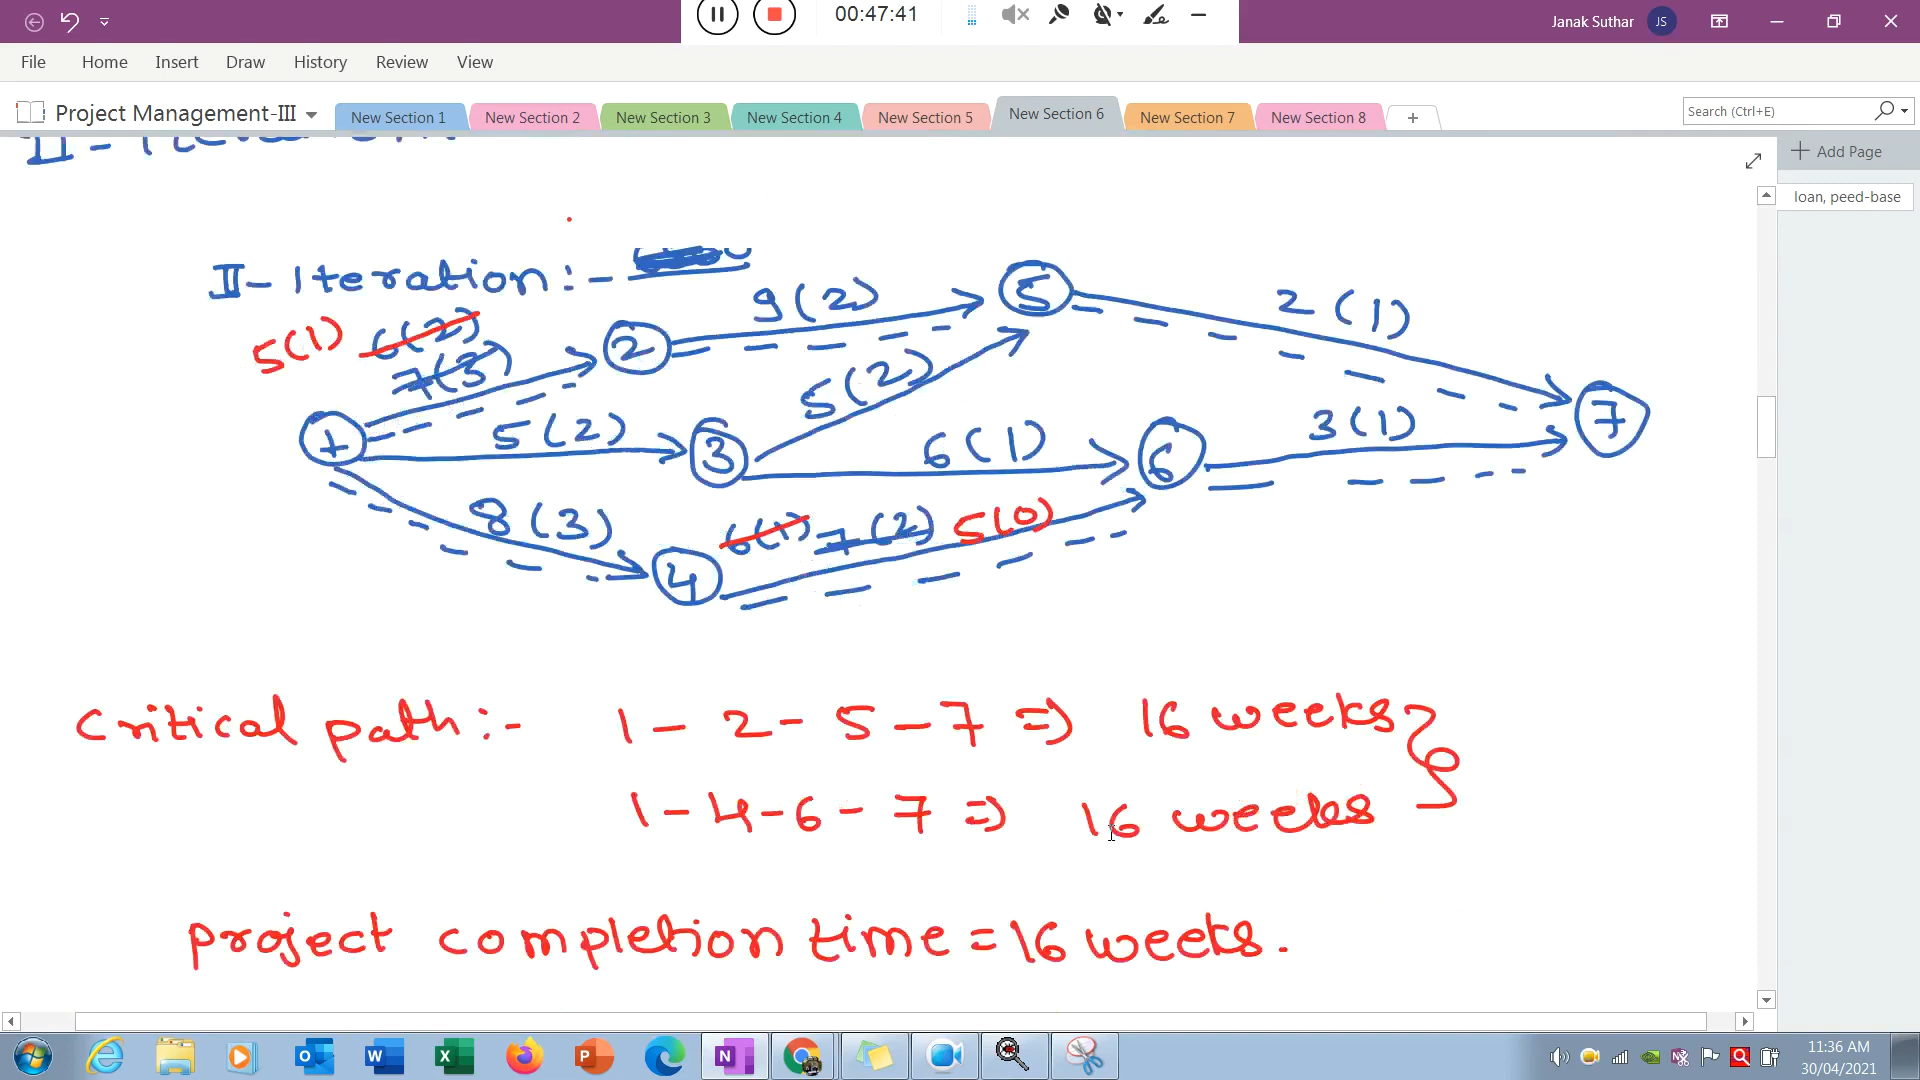 00:47:41
Janak Suthar JS
File Home Insert Draw History Review View
Project Management-III New Section 1 New Section 2 New Section 3 New Section 4 New Section 5 New Section 6 New Section 7 New Section 8 + Search (Ctrl+E)
+ Add Page
loan, peed-base
II - Iteration :-
5(1) 6(2) 7(3) 9(2) 2(1)
1 2 5 7
5(2) 5(2)
3 6(1) 6 3(1)
8(3) 6(1) 7(2) 5(0)
4
Critical path :- 1 - 2 - 5 - 7 => 16 weeks
1 - 4 - 6 - 7 => 16 weeks
project completion time = 16 weeks.
11:36 AM
30/04/2021